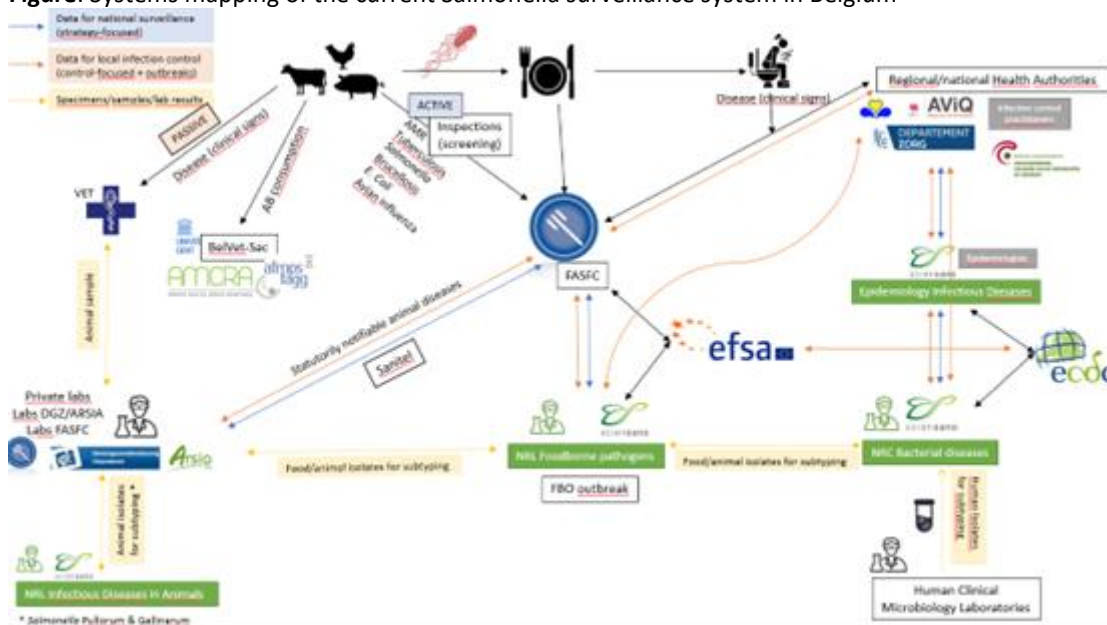 Figure: Systems mapping of the current Salmonella surveillance system in Belgium
Data for national surveillance
(strategy-focused)
Data for local infection control
(control-focused + outbreaks)
Specimens/samples/lab results
PASSIVE
Disease (clinical signs)
AB consumption
ACTIVE
Inspections
(screening)
AMR
Tuberculosis
Salmonella
Brucellosis
E. Coli
Avian Influenza
Disease (clinical signs)
Regional/national Health Authorities
AViQ
Infection control
practitioners
DEPARTEMENT
ZORG
VET
BelVet-Sac
AMCRA
afmps
fagg
FASFC
Epidemiologists
Epidemiology Infectious Diseases
Animal sample
Statutorily notifiable animal diseases
Sanitel
efsa
ecdc
Private labs
Labs DGZ/ARSIA
Labs FASFC
Arsia
sciensano
sciensano
Food/animal isolates for subtyping
NRL Foodborne pathogens
FBO outbreak
Food/animal isolates for subtyping
NRC Bacterial diseases
Animal isolates
for subtyping *
Human isolates
for subtyping
NRL Infectious Diseases in Animals
* Salmonella Pullorum & Gallinarum
Human Clinical
Microbiology Laboratories